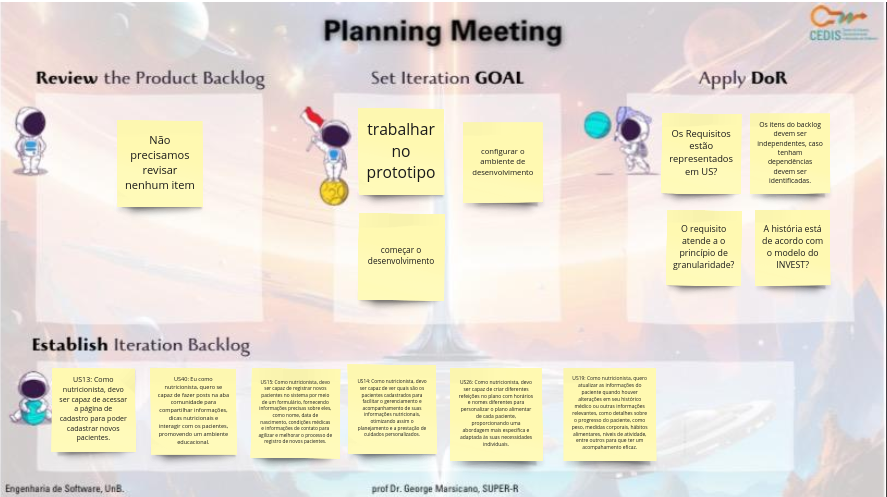 Planning Meeting
CEDIS
Review the Product Backlog
Não
precisamos
revisar
nenhum item
Set Iteration GOAL
trabalhar
no
prototipo
configurar o
ambiente de
desenvolvimento
começar o
desenvolvimento
Apply DoR
Os Requisitos
estão
representados
em US?
Os itens do backlog
devem ser
independentes, caso
tenham
dependências
devem ser
identificadas.
O requisito
atende a o
princípio de
granularidade?
A história está
de acordo com
o modelo do
INVEST?
Establish Iteration Backlog
US13: Como
nutricionista, devo
ser capaz de acessar
a página de
cadastro para poder
cadastrar novos
pacientes.
US40: Eu como
nutricionista, quero se
capaz de fazer posts na aba
comunidade para
compartilhar informações,
dicas nutricionais e
interagir com os pacientes,
promovendo um ambiente
educacional.
US15: Como nutricionista, devo
ser capaz de registrar novos
pacientes no sistema por meio
de um formulário, fornecendo
informações precisas sobre eles,
como nome, data de
nascimento, condições médicas
e informações de contato para
agilizar e melhorar o processo de
registro de novos pacientes.
US14: Como nutricionista, devo
ser capaz de ver quais são os
pacientes cadastrados para
facilitar o gerenciamento e
acompanhamento de suas
informações nutricionais,
otimizando assim o
planejamento e a prestação de
cuidados personalizados.
US26: Como nutricionista, devo
ser capaz de criar diferentes
refeições no plano com horários
e nomes diferentes para
personalizar o plano alimentar
de cada paciente,
proporcionando uma
abordagem mais específica e
adaptada às suas necessidades
individuais.
US19: Como nutricionista, quero
atualizar as informações do
paciente quando houver
alterações em seu histórico
médico ou outras informações
relevantes, como detalhes sobre
o progresso do paciente, como
peso, medidas corporais, hábitos
alimentares, níveis de atividade,
entre outros para que ter um
acompanhamento eficaz.
Engenharia de Software, UnB.
prof Dr. George Marsicano, SUPER-R